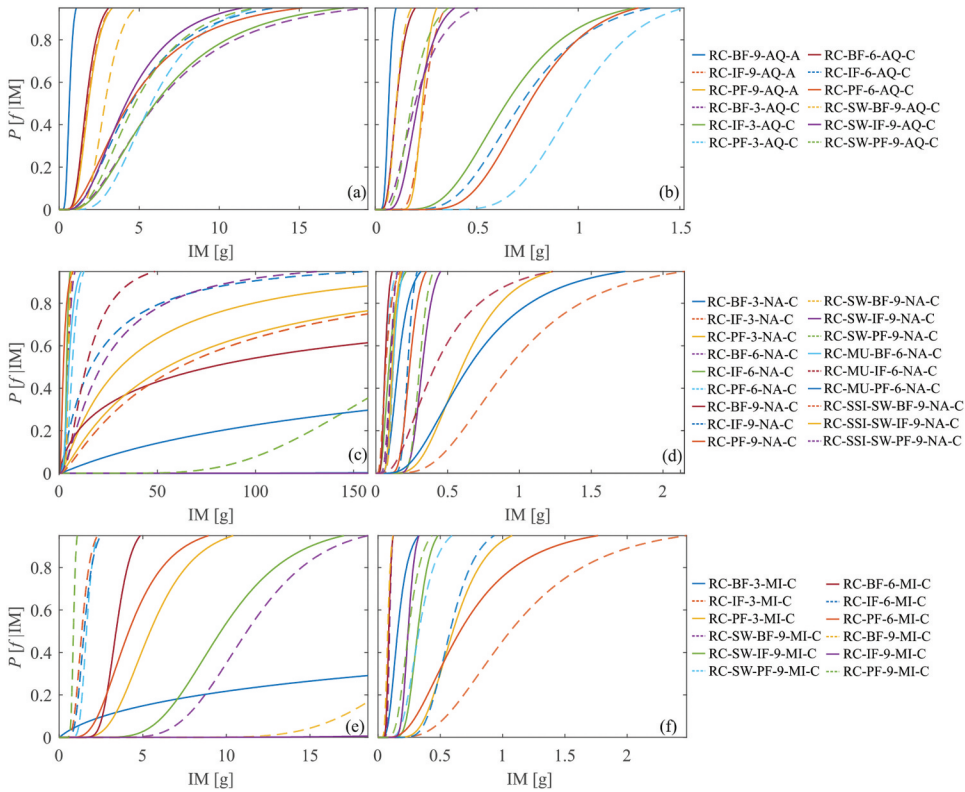 P [f|IM]
0.8
0.4
0
(a)
0
5
10
15
IM [g]
(b)
0
0.5
1
1.5
IM [g]
RC-BF-9-AQ-A
RC-BF-6-AQ-C
RC-IF-9-AQ-A
RC-IF-6-AQ-C
RC-PF-9-AQ-A
RC-PF-6-AQ-C
RC-BF-3-AQ-C
RC-SW-BF-9-AQ-C
RC-IF-3-AQ-C
RC-SW-IF-9-AQ-C
RC-PF-3-AQ-C
RC-SW-PF-9-AQ-C
P [f|IM]
0.8
0.6
0.4
0.2
0
(c)
0
50
100
150
IM [g]
(d)
0
0.5
1
1.5
2
IM [g]
RC-BF-3-NA-C
RC-SW-BF-9-NA-C
RC-IF-3-NA-C
RC-SW-IF-9-NA-C
RC-PF-3-NA-C
RC-SW-PF-9-NA-C
RC-BF-6-NA-C
RC-MU-BF-6-NA-C
RC-IF-6-NA-C
RC-MU-IF-6-NA-C
RC-PF-6-NA-C
RC-MU-PF-6-NA-C
RC-BF-9-NA-C
RC-SSI-SW-BF-9-NA-C
RC-IF-9-NA-C
RC-SSI-SW-IF-9-NA-C
RC-PF-9-NA-C
RC-SSI-SW-PF-9-NA-C
P [f|IM]
0.8
0.6
0.4
0.2
0
(e)
0
5
10
15
IM [g]
(f)
0
0.5
1
1.5
2
IM [g]
RC-BF-3-MI-C
RC-BF-6-MI-C
RC-IF-3-MI-C
RC-IF-6-MI-C
RC-PF-3-MI-C
RC-PF-6-MI-C
RC-SW-BF-9-MI-C
RC-BF-9-MI-C
RC-SW-IF-9-MI-C
RC-IF-9-MI-C
RC-SW-PF-9-MI-C
RC-PF-9-MI-C